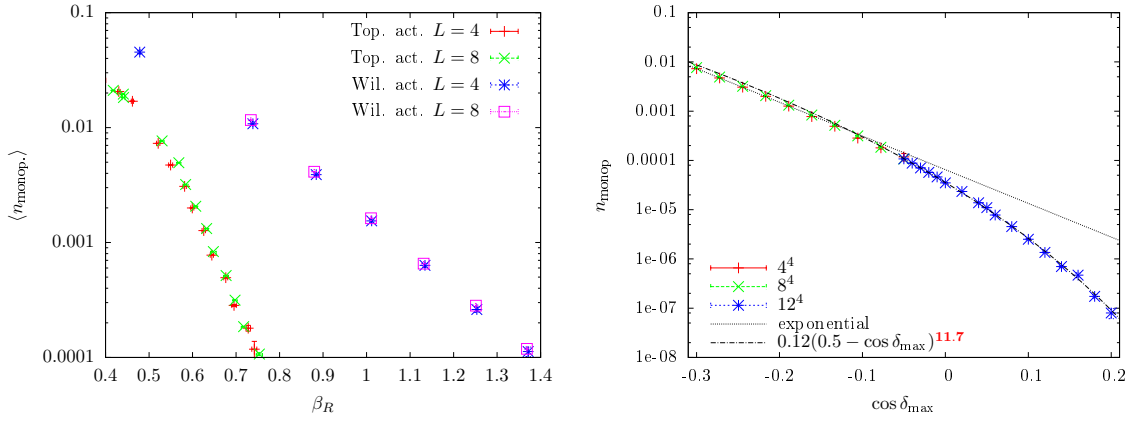 0.1
0.01
0.001
0.0001
⟨n_monop.⟩
0.4 0.5 0.6 0.7 0.8 0.9 1 1.1 1.2 1.3 1.4
β_R
Top. act. L = 4
Top. act. L = 8
Wil. act. L = 4
Wil. act. L = 8
0.1
0.01
0.001
0.0001
1e-05
1e-06
1e-07
1e-08
n_monop
-0.3 -0.2 -0.1 0 0.1 0.2
cos δ_max
4^4
8^4
12^4
exponential
0.12(0.5 − cos δ_max)^11.7